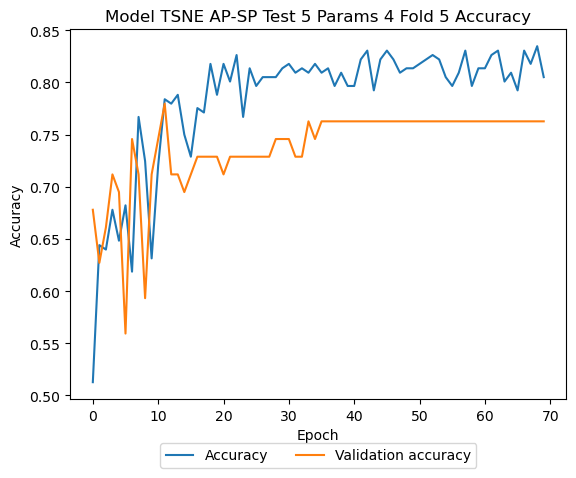 Model TSNE AP-SP Test 5 Params 4 Fold 5 Accuracy
0.85
0.80
0.75
0.70
0.65
0.60
0.55
0.50
Accuracy
0 10 20 30 40 50 60 70
Epoch
Accuracy Validation accuracy